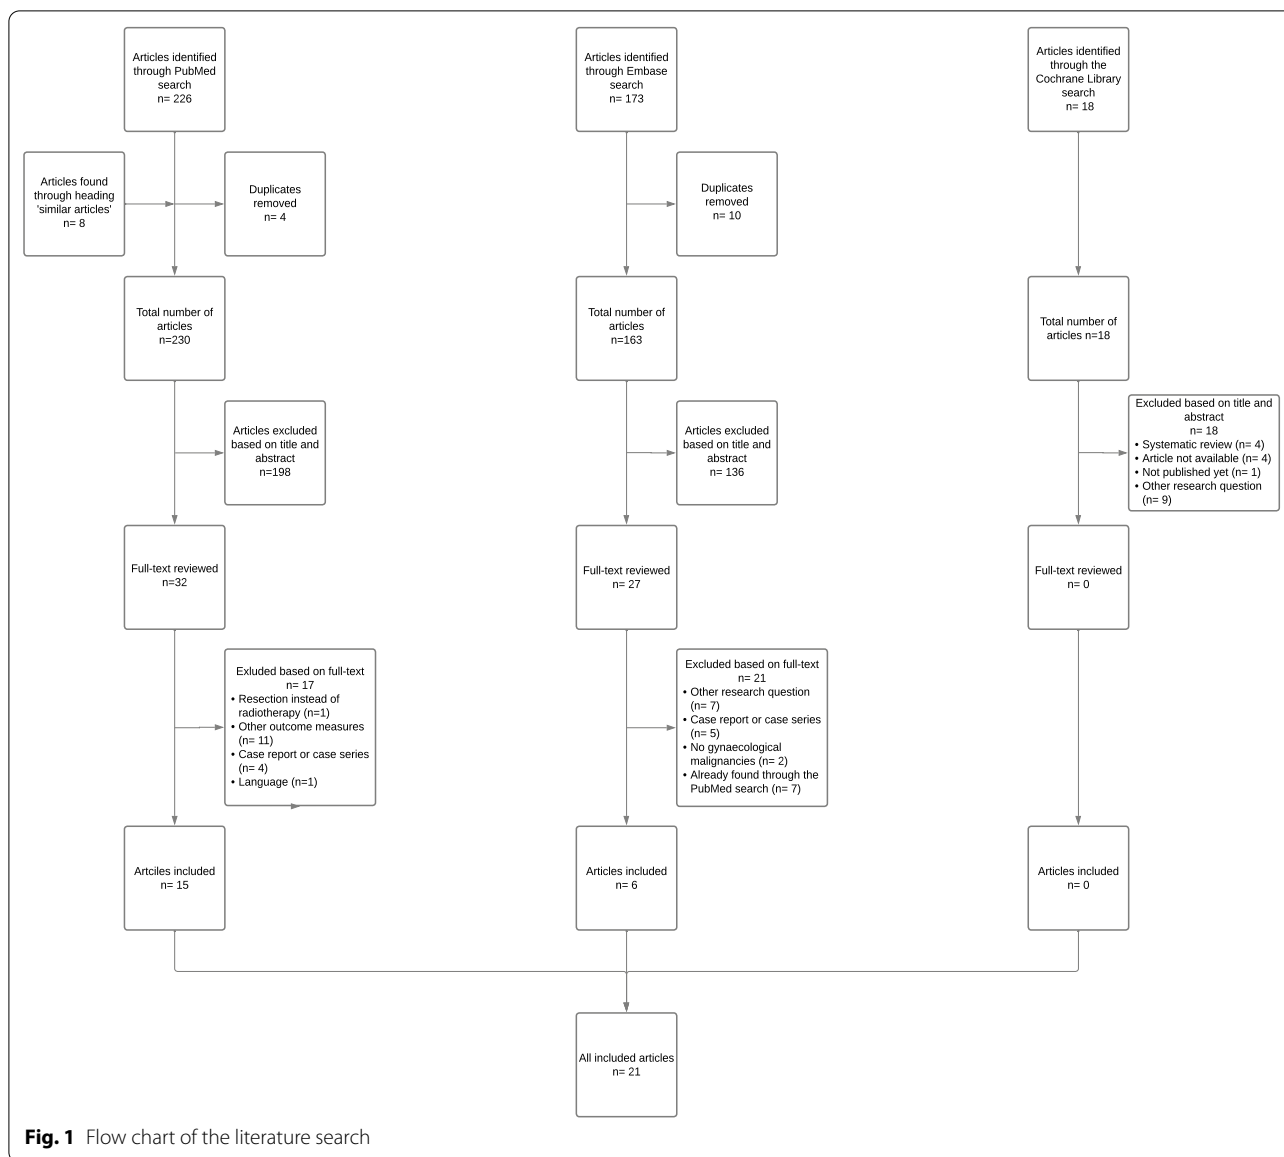 Articles identified
through PubMed
search
n= 226
Articles identified
through Embase
search
n= 173
Articles identified
through the
Cochrane Library
search
n= 18
Articles found
through heading
'similar articles'
n= 8
Duplicates
removed
n= 4
Duplicates
removed
n= 10
Total number of
articles
n=230
Total number of
articles
n=163
Total number of
articles n=18
Articles excluded
based on title and
abstract
n=198
Articles excluded
based on title and
abstract
n= 136
Excluded based on title and
abstract
n= 18
• Systematic review (n= 4)
• Article not available (n= 4)
• Not published yet (n= 1)
• Other research question
(n= 9)
Full-text reviewed
n=32
Full-text reviewed
n= 27
Full-text reviewed
n= 0
Exluded based on full-text
n= 17
• Resection instead of
radiotherapy (n=1)
• Other outcome measures
(n= 11)
• Case report or case series
(n= 4)
• Language (n=1)
Excluded based on full-text
n= 21
• Other research question
(n= 7)
• Case report or case series
(n= 5)
• No gynaecological
malignancies (n= 2)
• Already found through the
PubMed search (n= 7)
Artciles included
n= 15
Articles included
n= 6
Articles included
n= 0
All included articles
n= 21
Fig. 1 Flow chart of the literature search